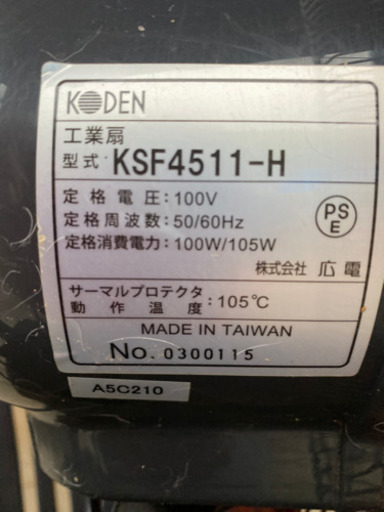 KODEN
工業扇
型式 KSF4511-H
定格電圧:100V
定格周波数:50/60Hz
定格消費電力:100W/105W
PS
E
株式会社 広電
サーマルプロテクタ
動作温度:105℃
MADE IN TAIWAN
No. 0300115
A5C210